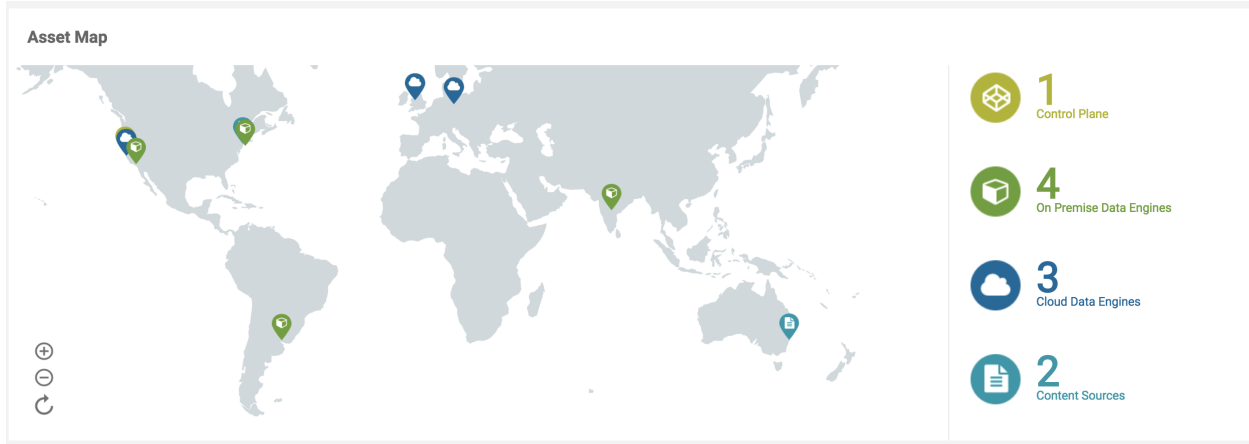 Asset Map
1
Control Plane
4
On Premise Data Engines
3
Cloud Data Engines
2
Content Sources